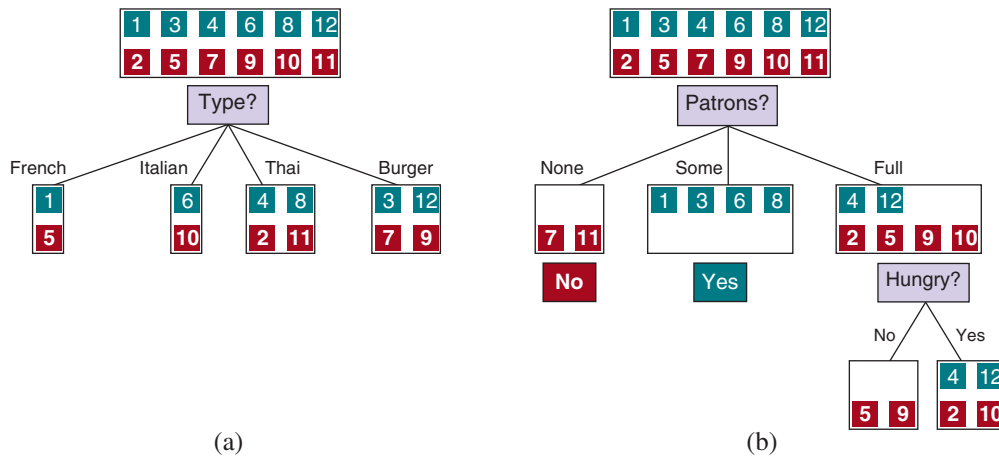 1 3 4 6 8 12
2 5 7 9 10 11
Type?
French Italian Thai Burger
1 6 4 8 3 12
5 10 2 11 7 9
(a)
1 3 4 6 8 12
2 5 7 9 10 11
Patrons?
None Some Full
1 3 6 8 4 12
7 11 2 5 9 10
No Yes Hungry?
No Yes
4 12
5 9 2 10
(b)